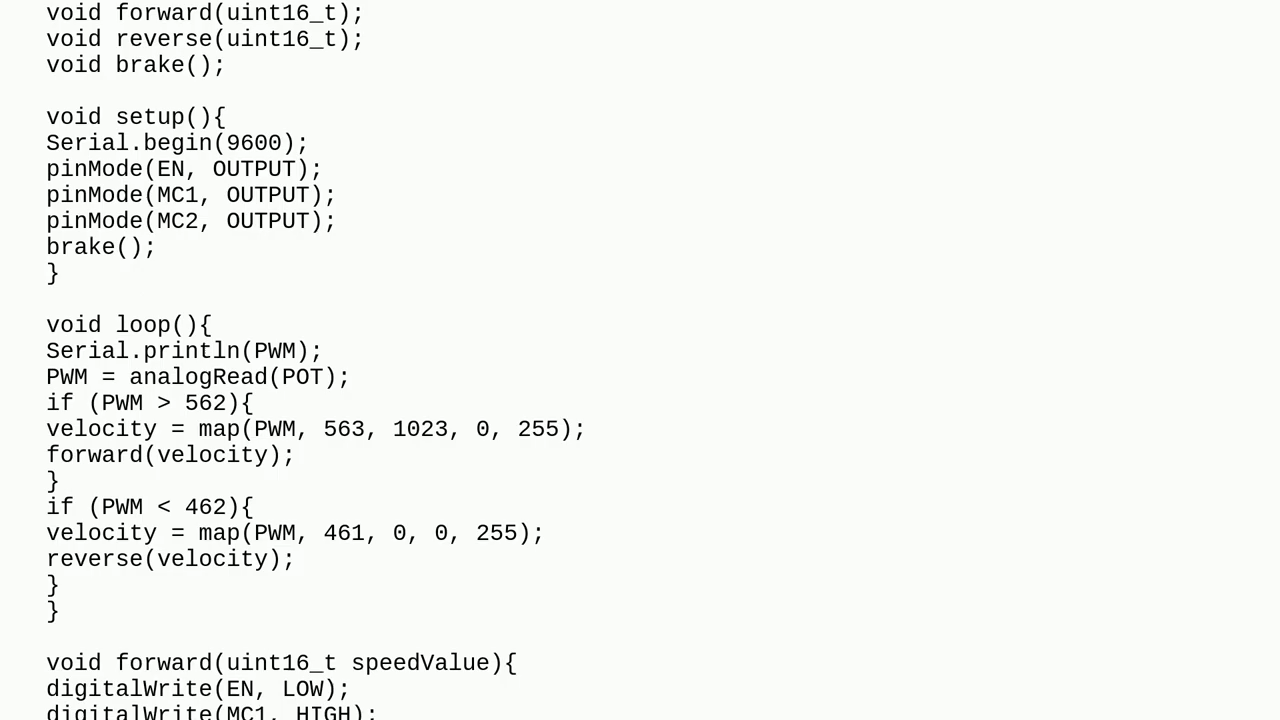 void forward(uint16_t);
void reverse(uint16_t);
void brake();

void setup(){
Serial.begin(9600);
pinMode(EN, OUTPUT);
pinMode(MC1, OUTPUT);
pinMode(MC2, OUTPUT);
brake();
}

void loop(){
Serial.println(PWM);
PWM = analogRead(POT);
if (PWM > 562){
velocity = map(PWM, 563, 1023, 0, 255);
forward(velocity);
}
if (PWM < 462){
velocity = map(PWM, 461, 0, 0, 255);
reverse(velocity);
}
}

void forward(uint16_t speedValue){
digitalWrite(EN, LOW);
digitalWrite(MC1, HIGH);